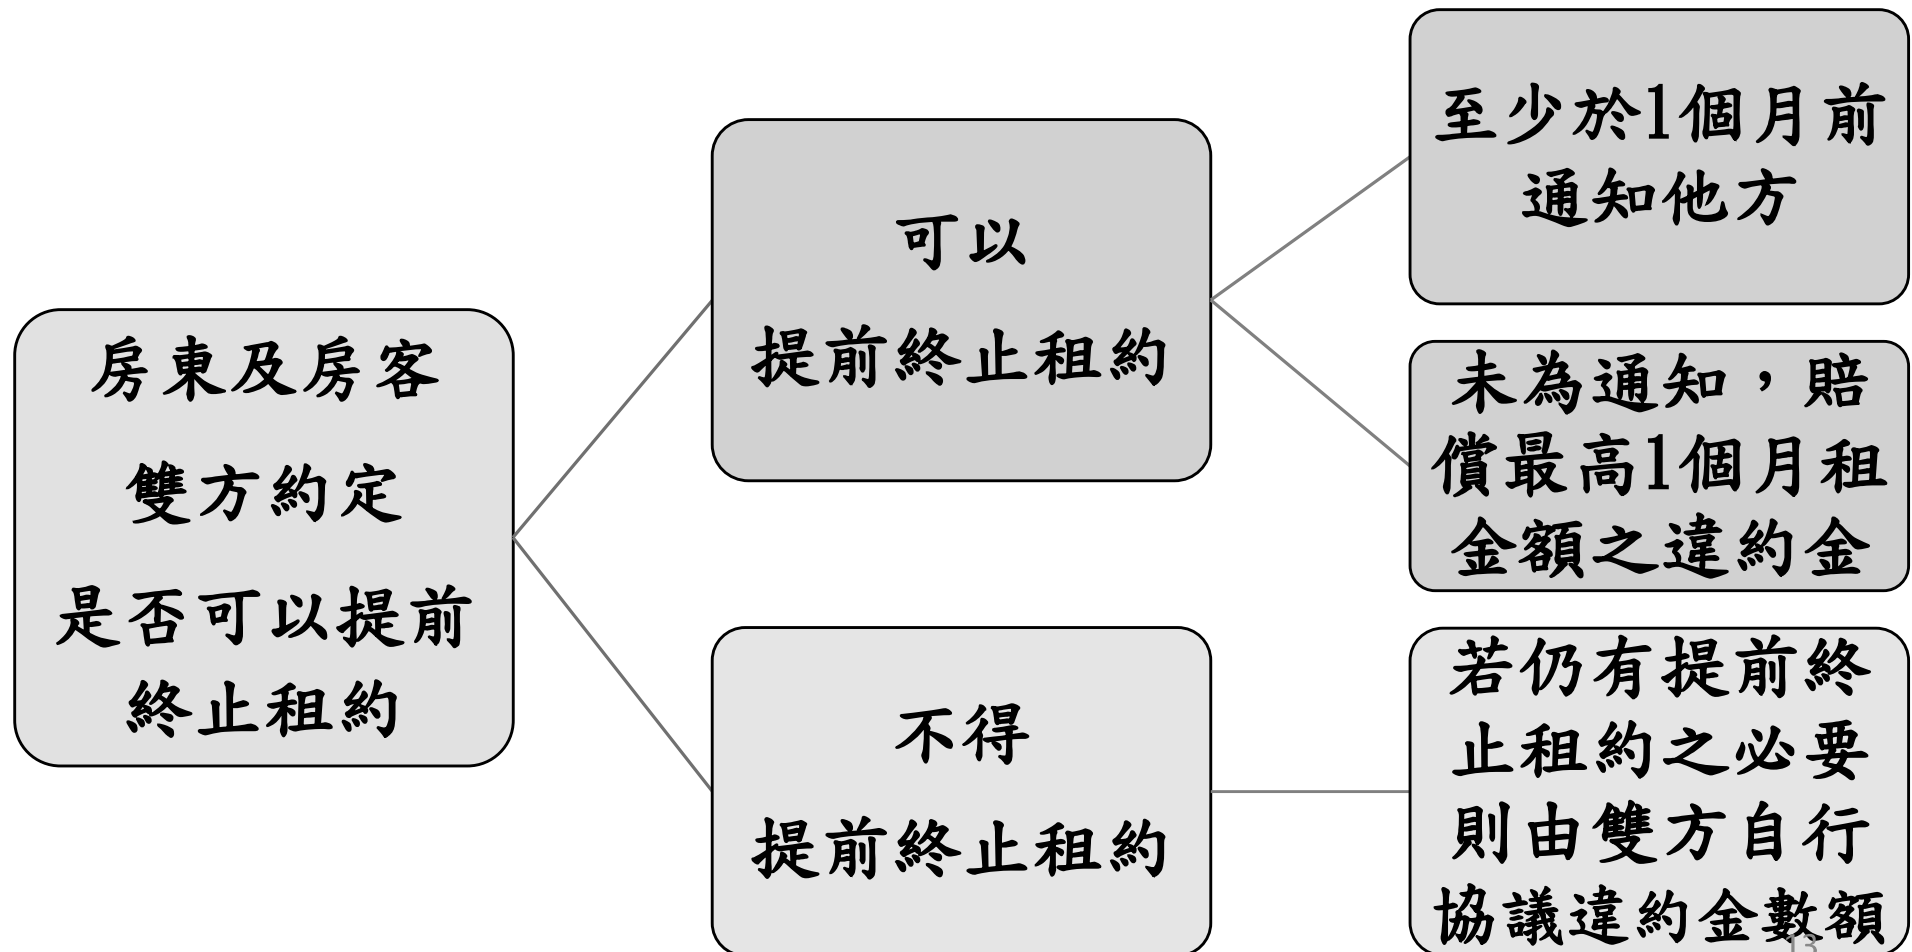 房東及房客
雙方約定
是否可以提前
終止租約
可以
提前終止租約
至少於1個月前
通知他方
未為通知，賠
償最高1個月租
金額之違約金
不得
提前終止租約
若仍有提前終
止租約之必要
則由雙方自行
協議違約金數額
13